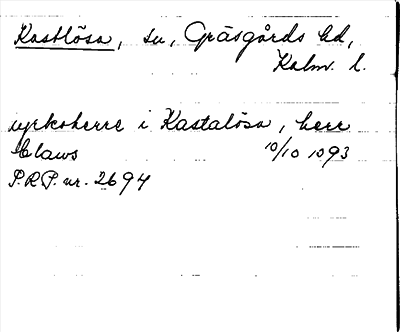 Kastlösa, sn, Gräsgårds hd,
Kalm. l.
kyrkoherre i Kastalösa, herr
Claws 10/10 1093
P.R.P. nr. 2694